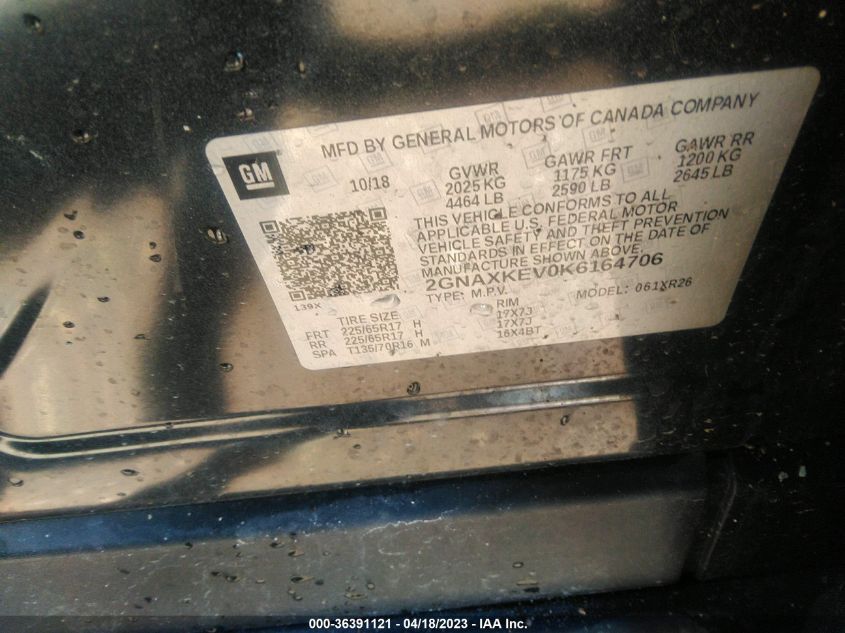 MFD BY GENERAL MOTORS OF CANADA COMPANY
GM
10/18
GVWR
2025 KG
4464 LB
GAWR FRT
1175 KG
2590 LB
GAWR RR
1200 KG
2645 LB
THIS VEHICLE CONFORMS TO ALL
APPLICABLE U.S. FEDERAL MOTOR
VEHICLE SAFETY AND THEFT PREVENTION
STANDARDS IN EFFECT ON THE DATE OF
MANUFACTURE SHOWN ABOVE.
2GNAXKEV0K6164706
TYPE: M.P.V. MODEL: 061XR26
139X
TIRE SIZE RIM
FRT 225/65R17 H 17X7J
RR 225/65R17 H 17X7J
SPA T135/70R16 M 16X4BT
000-36391121 - 04/18/2023 - IAA Inc.